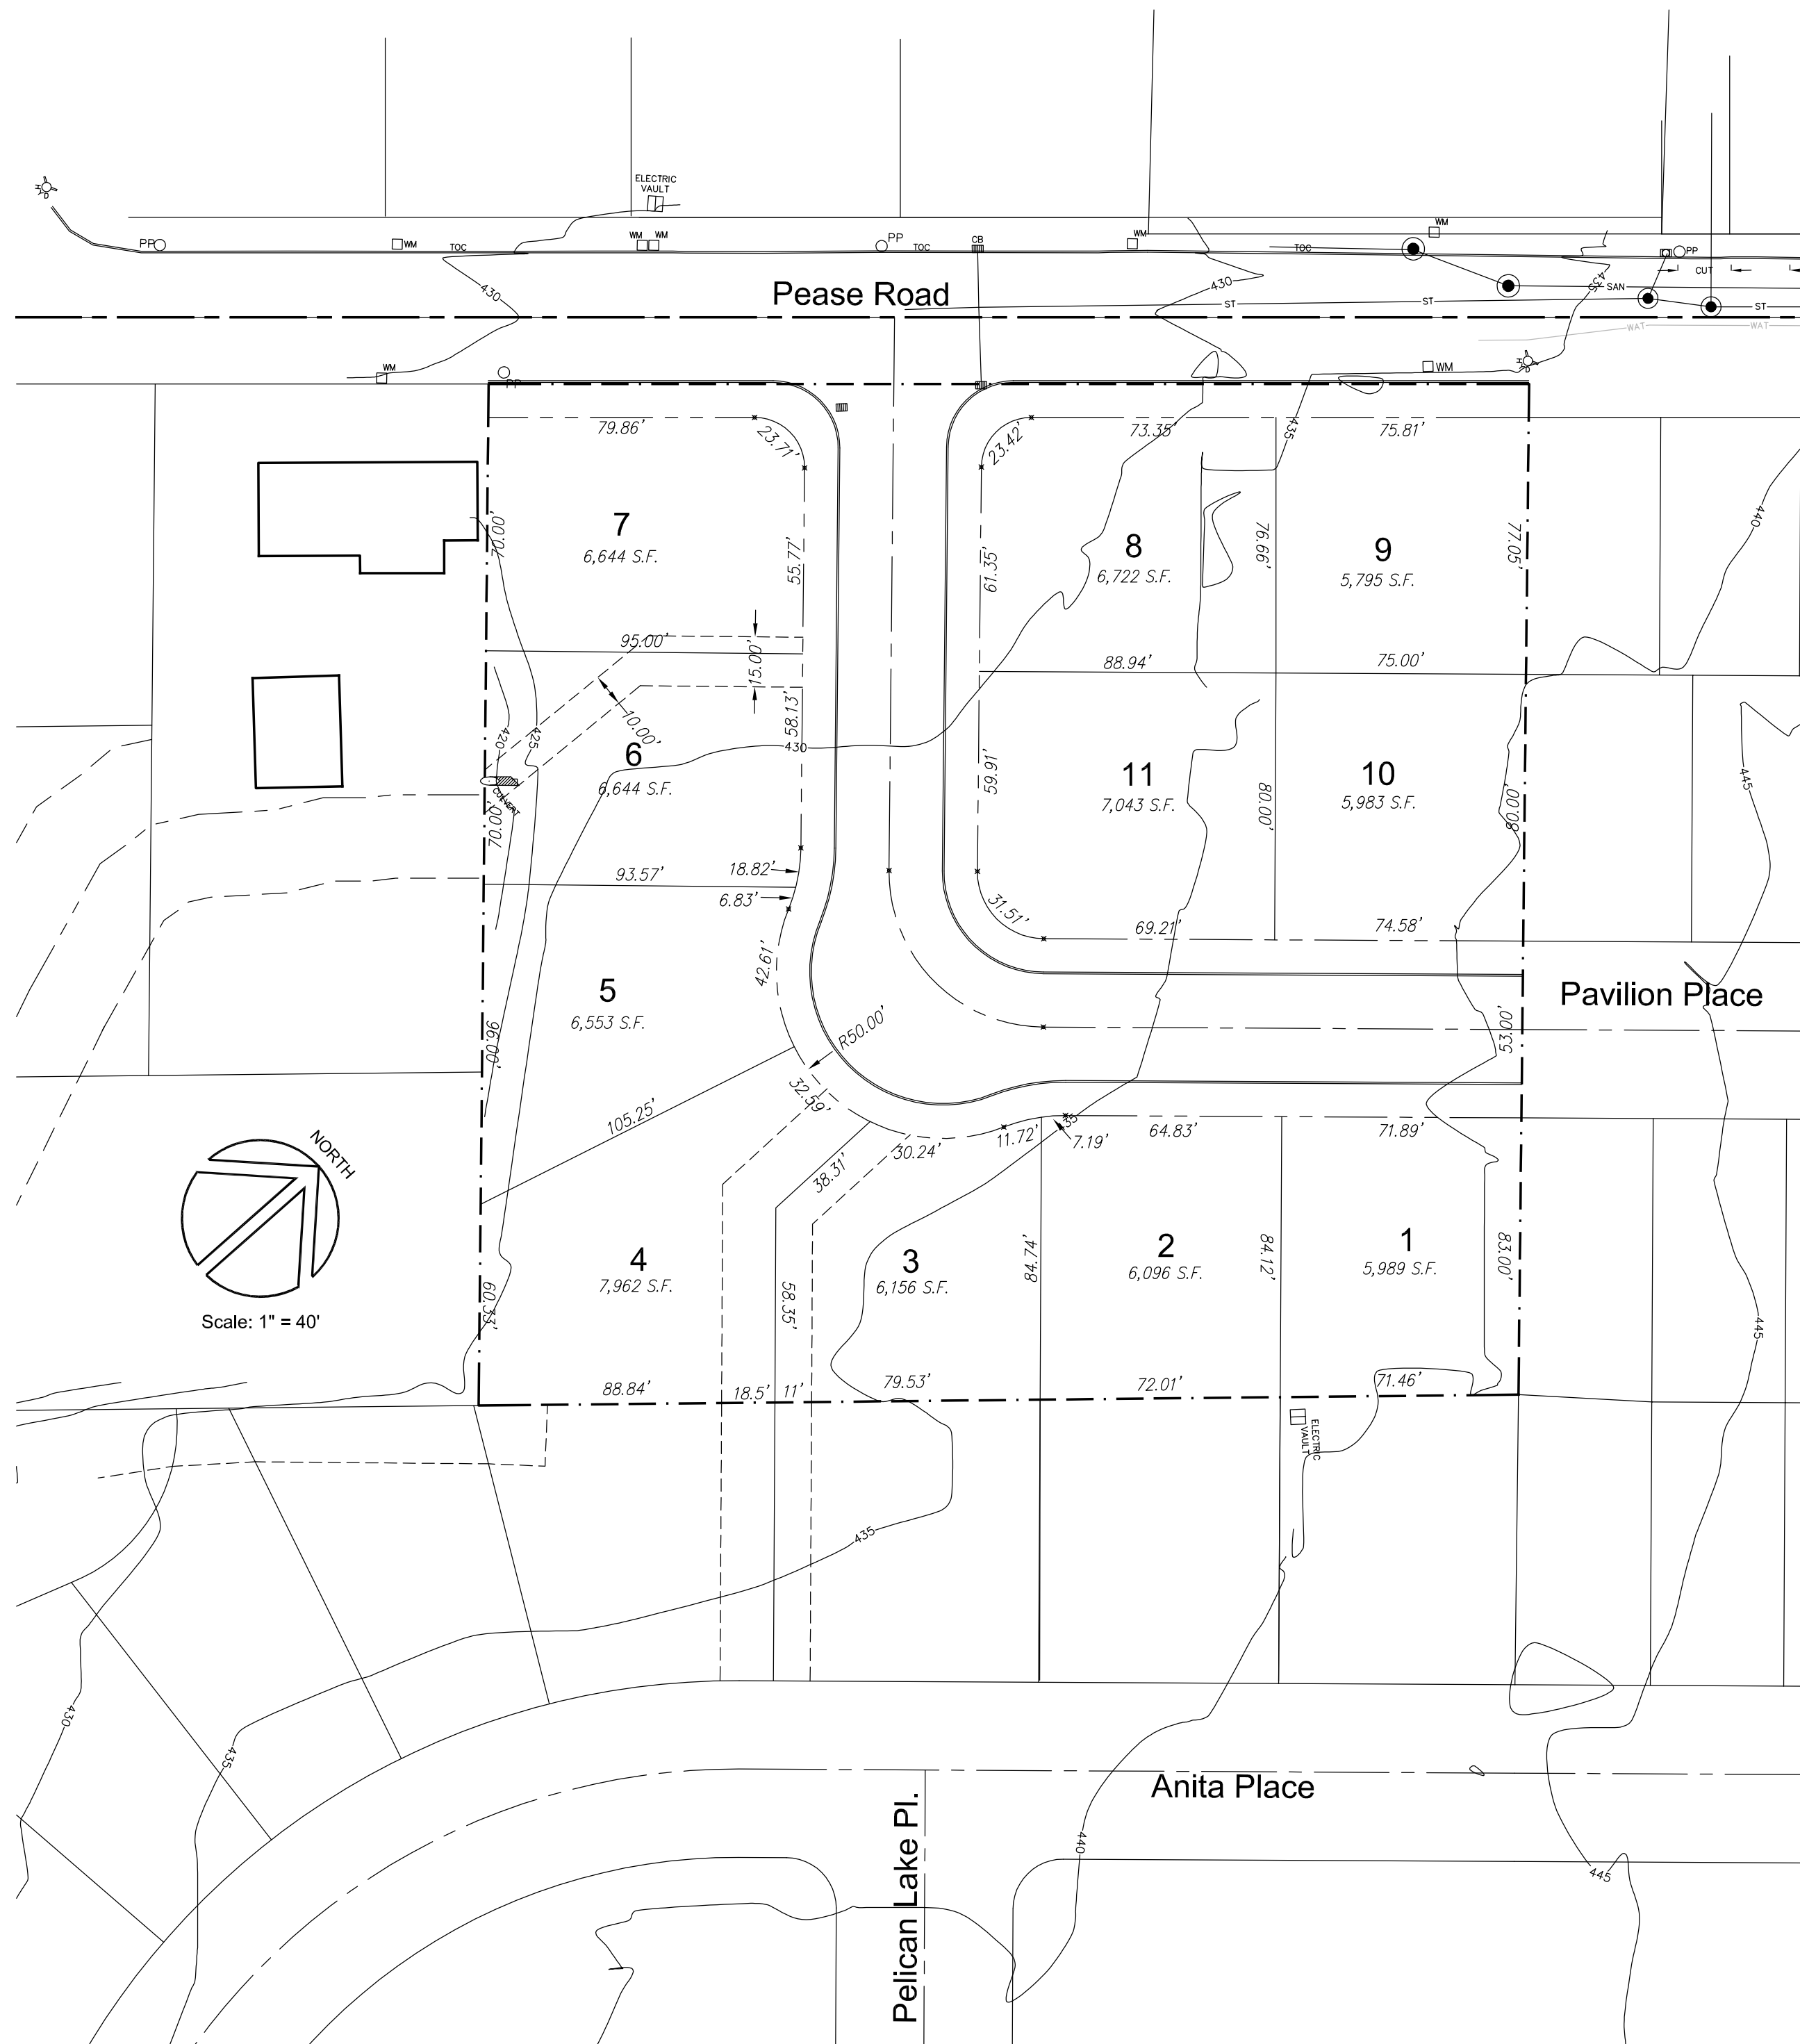 ELECTRIC
VAULT
HYD
PP
WM
TOC
WM
WM
PP
TOC
CB
WM
TOC
WM
PP
CUT
430
Pease Road
430
435
SAN
ST
ST
ST
WAT
WAT
WM
PP
WM
HYD
79.86'
23.71'
23.42'
73.35'
435
75.81'
440
70.00'
7
6,644 S.F.
55.77'
61.35'
8
6,722 S.F.
76.66'
9
5,795 S.F.
77.05'
95.00'
15.00'
88.94'
75.00'
10.00'
58.13'
420
425
430
6
6,644 S.F.
CULVERT
70.00'
59.91'
11
7,043 S.F.
80.00'
10
5,983 S.F.
80.00'
445
93.57'
18.82'
6.83'
31.51'
69.21'
74.58'
42.61'
5
6,553 S.F.
96.00'
R50.00'
Pavilion Place
53.00'
32.59'
105.25'
NORTH
Scale: 1" = 40'
38.31'
30.24'
11.72'
435
7.19'
64.83'
71.89'
4
7,962 S.F.
60.33'
58.35'
3
6,156 S.F.
84.74'
2
6,096 S.F.
84.12'
1
5,989 S.F.
83.00'
445
88.84'
18.5'
11'
79.53'
72.01'
71.46'
ELECTRIC
VAULT
435
430
435
Anita Place
Pelican Lake Pl.
440
445